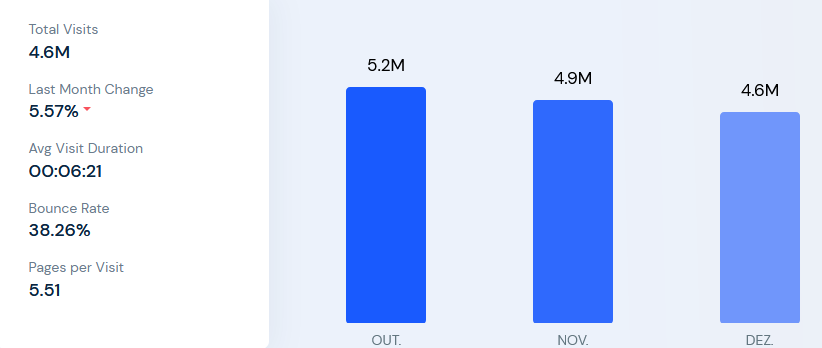 Total Visits
4.6M
Last Month Change
5.57%
Avg Visit Duration
00:06:21
Bounce Rate
38.26%
Pages per Visit
5.51
5.2M
4.9M
4.6M
OUT.
NOV.
DEZ.